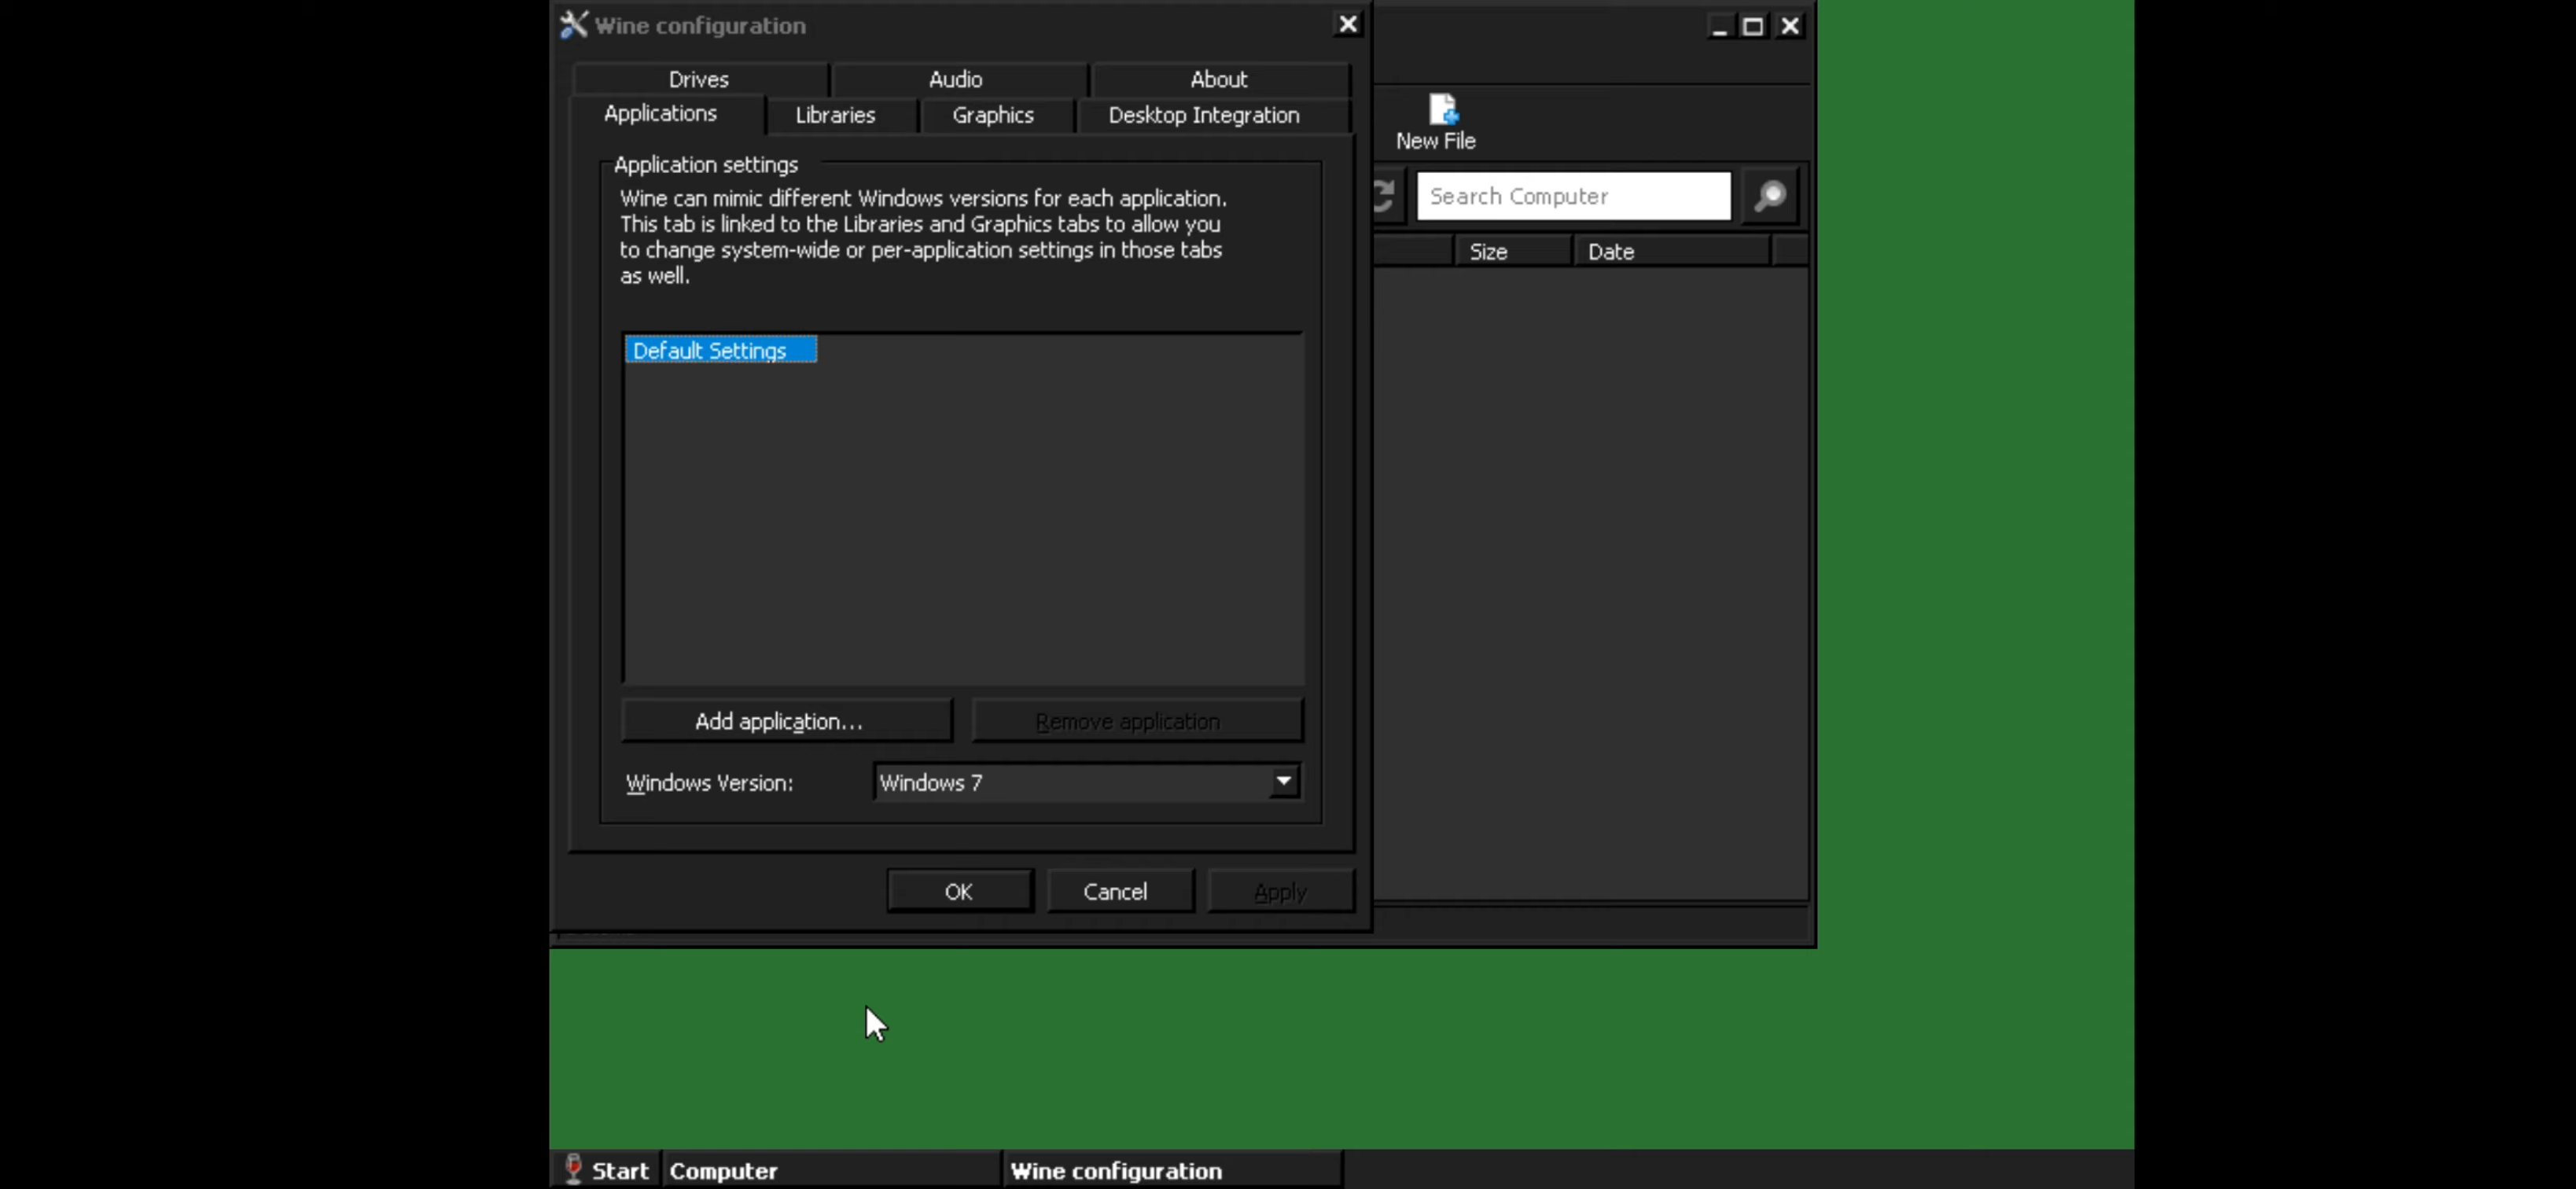 Wine configuration
Drives
Audio
About
Applications
Libraries
Graphics
Desktop Integration
Application settings
Wine can mimic different Windows versions for each application.
This tab is linked to the Libraries and Graphics tabs to allow you
to change system-wide or per-application settings in those tabs
as well.
Default Settings
Add application...
Remove application
Windows Version:
Windows 7
OK
Cancel
Apply
New File
Search Computer
Size
Date
Start
Computer
Wine configuration